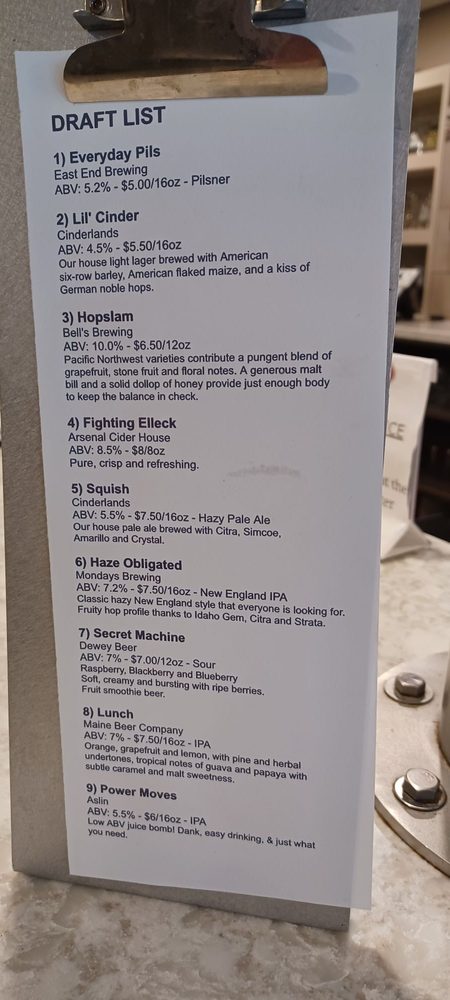 DRAFT LIST
1) Everyday Pils
East End Brewing
ABV: 5.2% - $5.00/16oz - Pilsner
2) Lil' Cinder
Cinderlands
ABV: 4.5% - $5.50/16oz
Our house light lager brewed with American
six-row barley, American flaked maize, and a kiss of
German noble hops.
3) Hopslam
Bell's Brewing
ABV: 10.0% - $6.50/12oz
Pacific Northwest varieties contribute a pungent blend of
grapefruit, stone fruit and floral notes. A generous malt
bill and a solid dollop of honey provide just enough body
to keep the balance in check.
4) Fighting Elleck
Arsenal Cider House
ABV: 8.5% - $8/8oz
Pure, crisp and refreshing.
5) Squish
Cinderlands
ABV: 5.5% - $7.50/16oz - Hazy Pale Ale
Our house pale ale brewed with Citra, Simcoe,
Amarillo and Crystal.
6) Haze Obligated
Mondays Brewing
ABV: 7.2% - $7.50/16oz - New England IPA
Classic hazy New England style that everyone is looking for.
Fruity hop profile thanks to Idaho Gem, Citra and Strata.
7) Secret Machine
Dewey Beer
ABV: 7% - $7.00/12oz - Sour
Raspberry, Blackberry and Blueberry
Soft, creamy and bursting with ripe berries.
Fruit smoothie beer.
8) Lunch
Maine Beer Company
ABV: 7% - $7.50/16oz - IPA
Orange, grapefruit and lemon, with pine and herbal
undertones, tropical notes of guava and papaya with
subtle caramel and malt sweetness.
9) Power Moves
Aslin
ABV: 5.5% - $6/16oz - IPA
Low ABV juice bomb! Dank, easy drinking, & just what
you need.